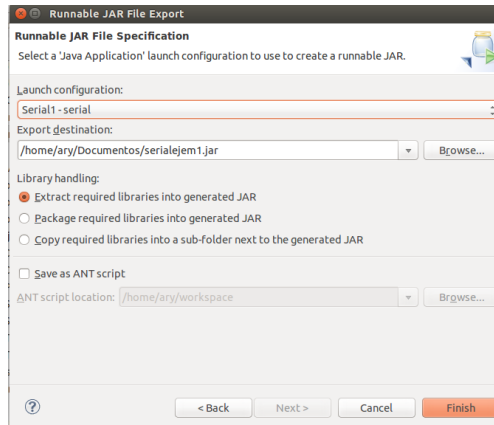 Runnable JAR File Export
Runnable JAR File Specification
Select a 'Java Application' launch configuration to use to create a runnable JAR.
Launch configuration:
Serial1 - serial
Export destination:
/home/ary/Documentos/serialejem1.jar
Browse...
Library handling:
Extract required libraries into generated JAR
Package required libraries into generated JAR
Copy required libraries into a sub-folder next to the generated JAR
Save as ANT script
ANT script location: /home/ary/workspace
Browse...
? < Back Next > Cancel Finish